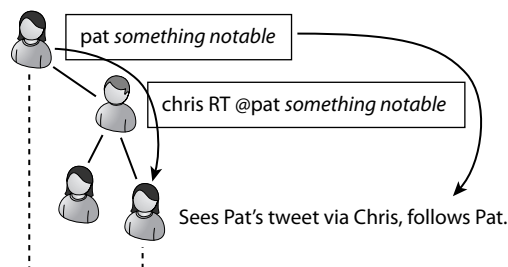 pat something notable
chris RT @pat something notable
Sees Pat’s tweet via Chris, follows Pat.